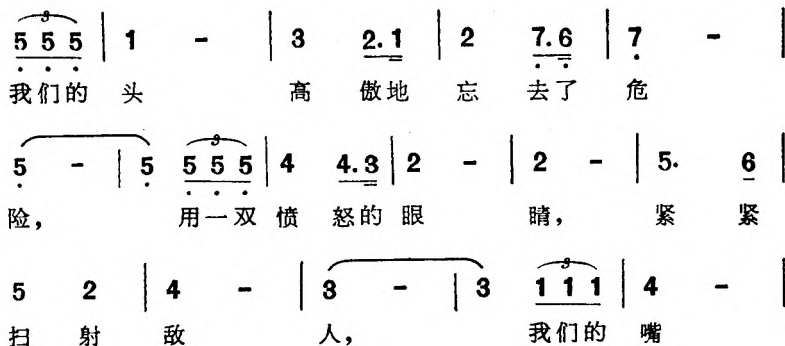 3
5 5 5 | 1 - | 3 2. 1 | 2 7. 6 | 7 - |
我们的 头 高 傲地 忘 去了 危
3
5 - | 5 5 5 5 | 4 4. 3 | 2 - | 2 - | 5. 6 |
险, 用一双 愤 怒的 眼 睛, 紧 紧
3
5 2 | 4 - | 3 - | 3 1 1 1 | 4 - |
扫 射 敌 人, 我们的 嘴